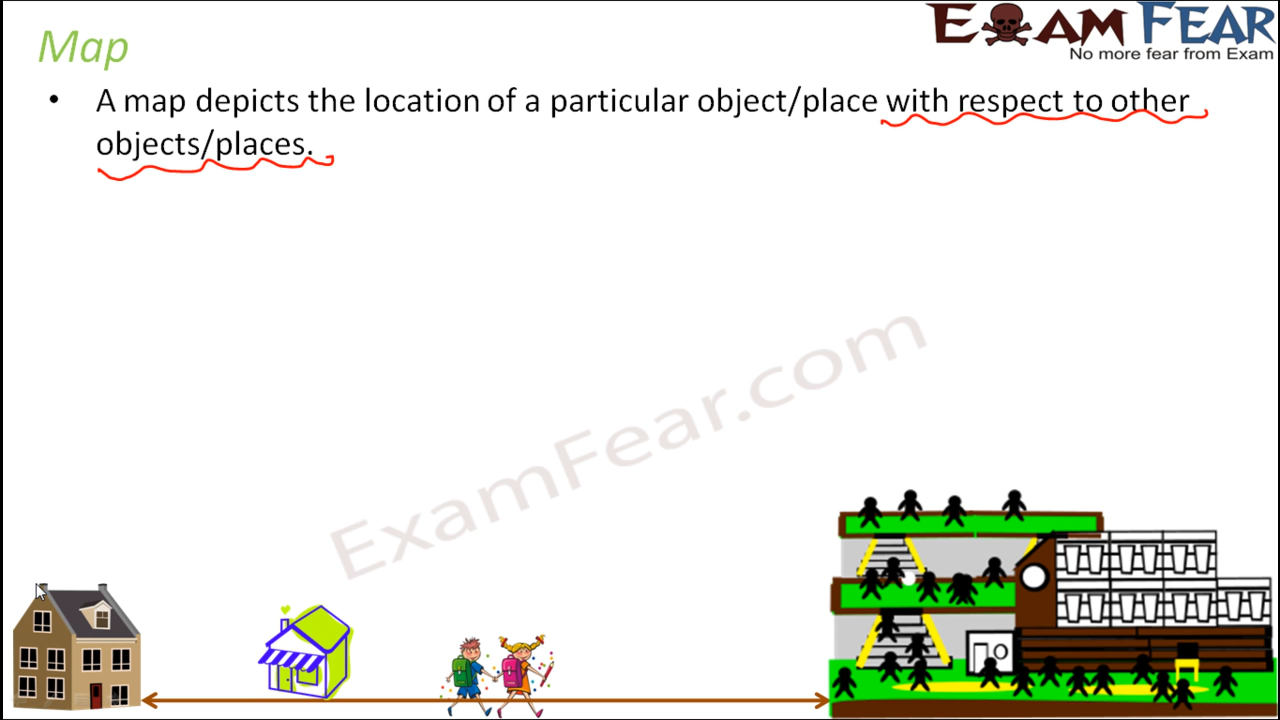 Map
EXAM FEAR
No more fear from Exam
• A map depicts the location of a particular object/place with respect to other
objects/places.
ExamFear.com